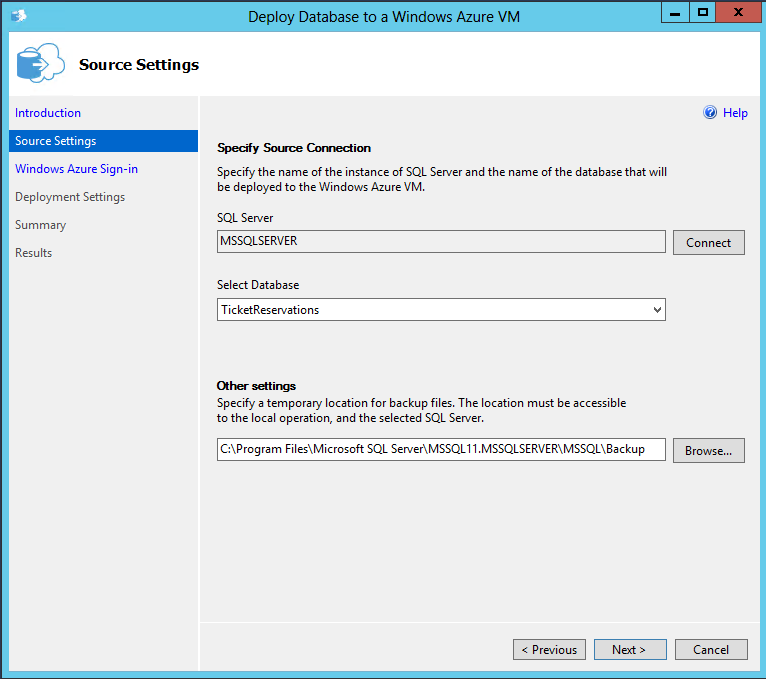 Deploy Database to a Windows Azure VM
Source Settings
Introduction
Source Settings
Windows Azure Sign-in
Deployment Settings
Summary
Results
Help
Specify Source Connection
Specify the name of the instance of SQL Server and the name of the database that will
be deployed to the Windows Azure VM.
SQL Server
MSSQLSERVER
Connect
Select Database
TicketReservations
Other settings
Specify a temporary location for backup files. The location must be accessible
to the local operation, and the selected SQL Server.
C:\Program Files\Microsoft SQL Server\MSSQL11.MSSQLSERVER\MSSQL\Backup
Browse...
< Previous
Next >
Cancel